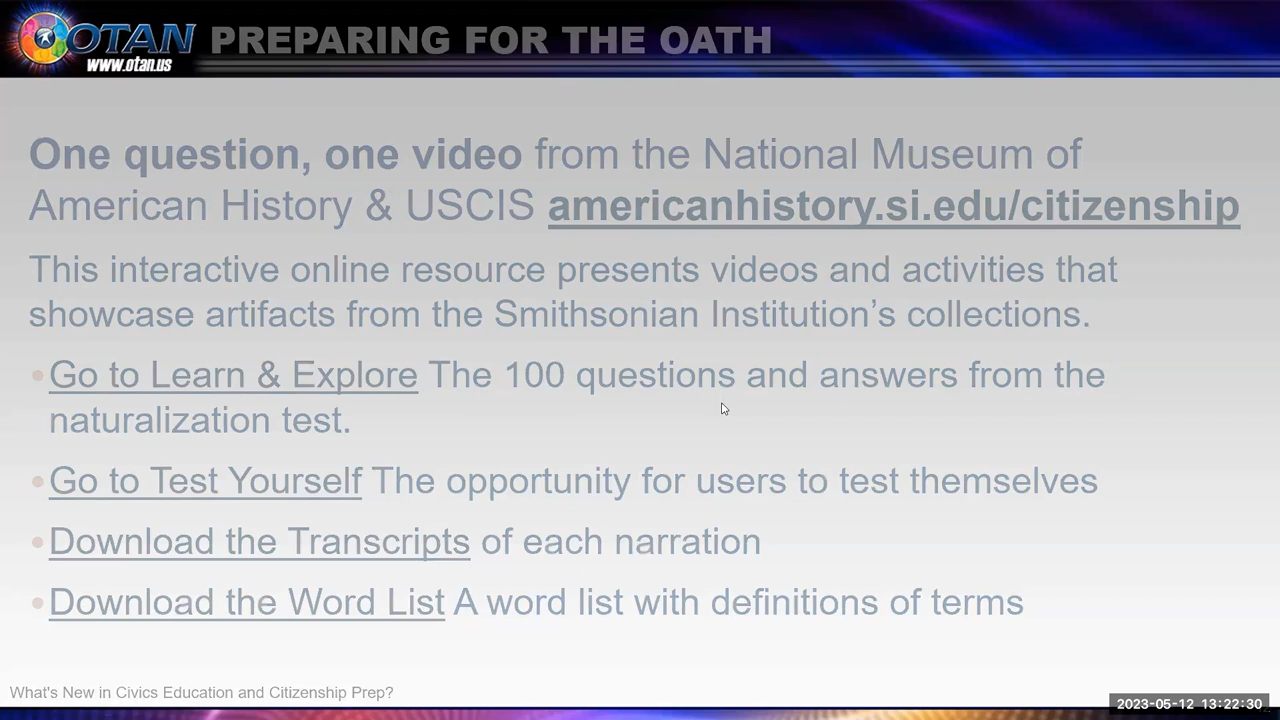 OTAN
www.otan.us
PREPARING FOR THE OATH
One question, one video from the National Museum of
American History & USCIS americanhistory.si.edu/citizenship
This interactive online resource presents videos and activities that
showcase artifacts from the Smithsonian Institution’s collections.
•Go to Learn & Explore The 100 questions and answers from the
naturalization test.
•Go to Test Yourself The opportunity for users to test themselves
•Download the Transcripts of each narration
•Download the Word List A word list with definitions of terms
What's New in Civics Education and Citizenship Prep?
2023-05-12 13:22:30